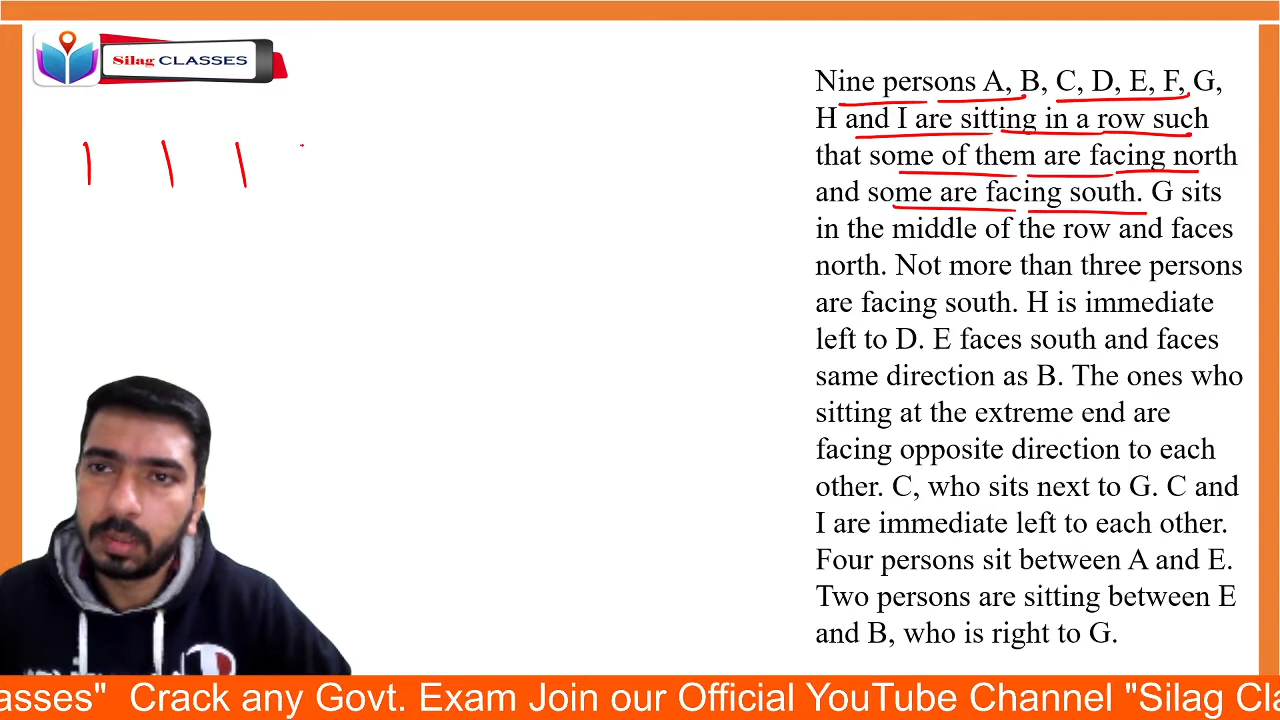 Silag CLASSES
Nine persons A, B, C, D, E, F, G,
H and I are sitting in a row such
that some of them are facing north
and some are facing south. G sits
in the middle of the row and faces
north. Not more than three persons
are facing south. H is immediate
left to D. E faces south and faces
same direction as B. The ones who
sitting at the extreme end are
facing opposite direction to each
other. C, who sits next to G. C and
I are immediate left to each other.
Four persons sit between A and E.
Two persons are sitting between E
and B, who is right to G.
asses" Crack any Govt. Exam Join our Official YouTube Channel "Silag Cla